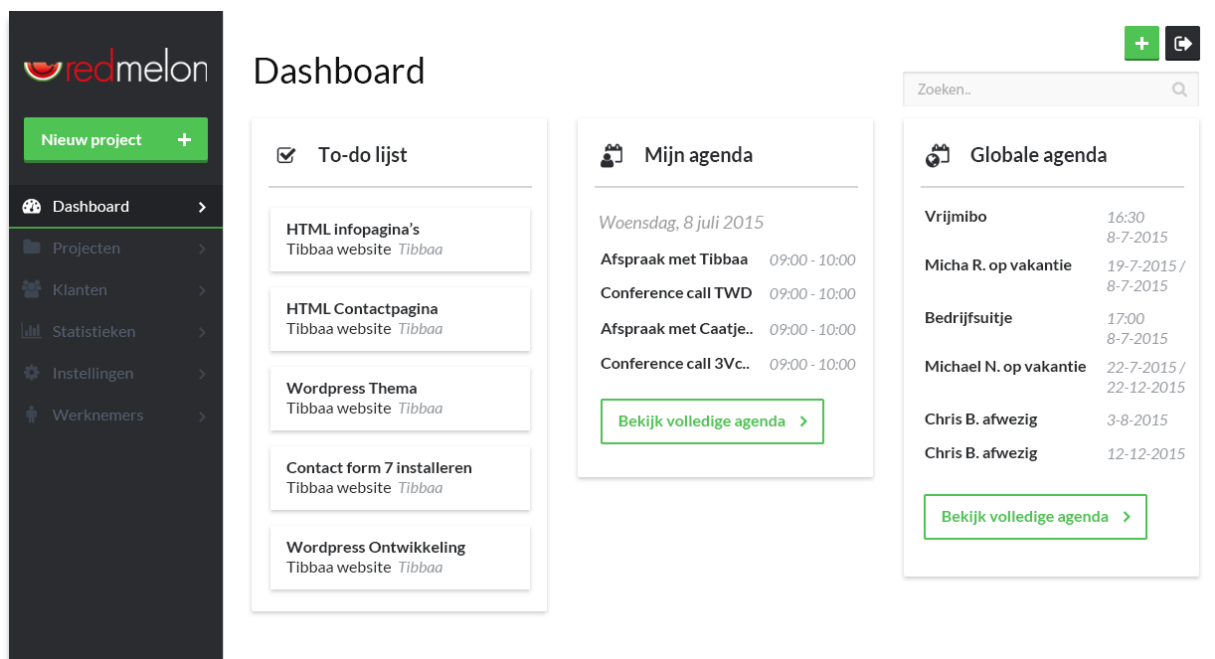 redmelon
Nieuw project
Dashboard
Projecten
Klanten
Statistieken
Instellingen
Werknemers
Dashboard
Zoeken..
To-do lijst
HTML infopagina’s
Tibbaa website Tibbaa
HTML Contactpagina
Tibbaa website Tibbaa
Wordpress Thema
Tibbaa website Tibbaa
Contact form 7 installeren
Tibbaa website Tibbaa
Wordpress Ontwikkeling
Tibbaa website Tibbaa
Mijn agenda
Woensdag, 8 juli 2015
Afspraak met Tibbaa 09:00 - 10:00
Conference call TWD 09:00 - 10:00
Afspraak met Caatje.. 09:00 - 10:00
Conference call 3Vc.. 09:00 - 10:00
Bekijk volledige agenda
Globale agenda
Vrijmibo 16:30
8-7-2015
Micha R. op vakantie 19-7-2015 /
8-7-2015
Bedrijfsuitje 17:00
8-7-2015
Michael N. op vakantie 22-7-2015 /
22-12-2015
Chris B. afwezig 3-8-2015
Chris B. afwezig 12-12-2015
Bekijk volledige agenda